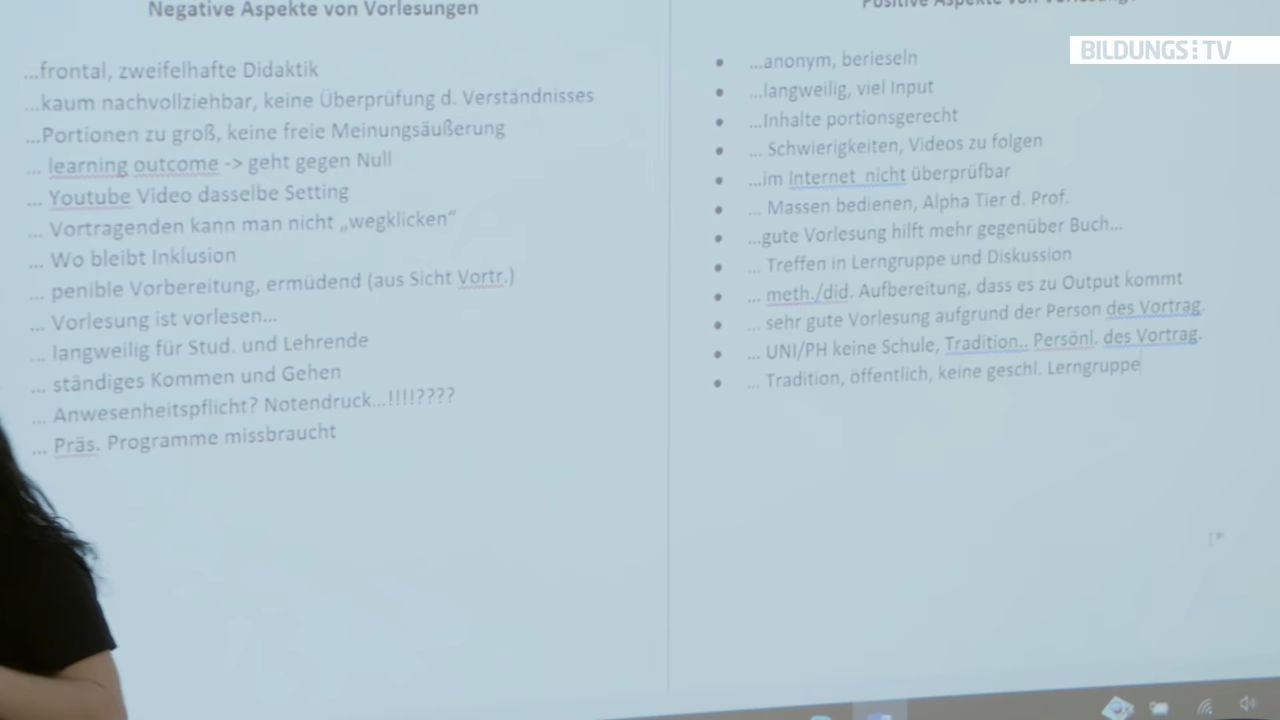 Negative Aspekte von Vorlesungen
...frontal, zweifelhafte Didaktik
...kaum nachvollziehbar, keine Überprüfung d. Verständnisses
...Portionen zu groß, keine freie Meinungsäußerung
... learning outcome -> geht gegen Null
... Youtube Video dasselbe Setting
... Vortragenden kann man nicht „wegklicken“
... Wo bleibt Inklusion
... penible Vorbereitung, ermüdend (aus Sicht Vortr.)
... Vorlesung ist vorlesen...
... langweilig für Stud. und Lehrende
... ständiges Kommen und Gehen
... Anwesenheitspflicht? Notendruck...!!!!????
... Präs. Programme missbraucht
Positive Aspekte von
BILDUNGS TV
• ...anonym, berieseln
• ...langweilig, viel Input
• ...Inhalte portionsgerecht
• ... Schwierigkeiten, Videos zu folgen
• ...im Internet nicht überprüfbar
• ... Massen bedienen, Alpha Tier d. Prof.
• ...gute Vorlesung hilft mehr gegenüber Buch...
• ... Treffen in Lerngruppe und Diskussion
• ... meth./did. Aufbereitung, dass es zu Output kommt
• ... sehr gute Vorlesung aufgrund der Person des Vortrag.
• ... UNI/PH keine Schule, Tradition.. Persönl. des Vortrag.
• ... Tradition, öffentlich, keine geschl. Lerngruppe